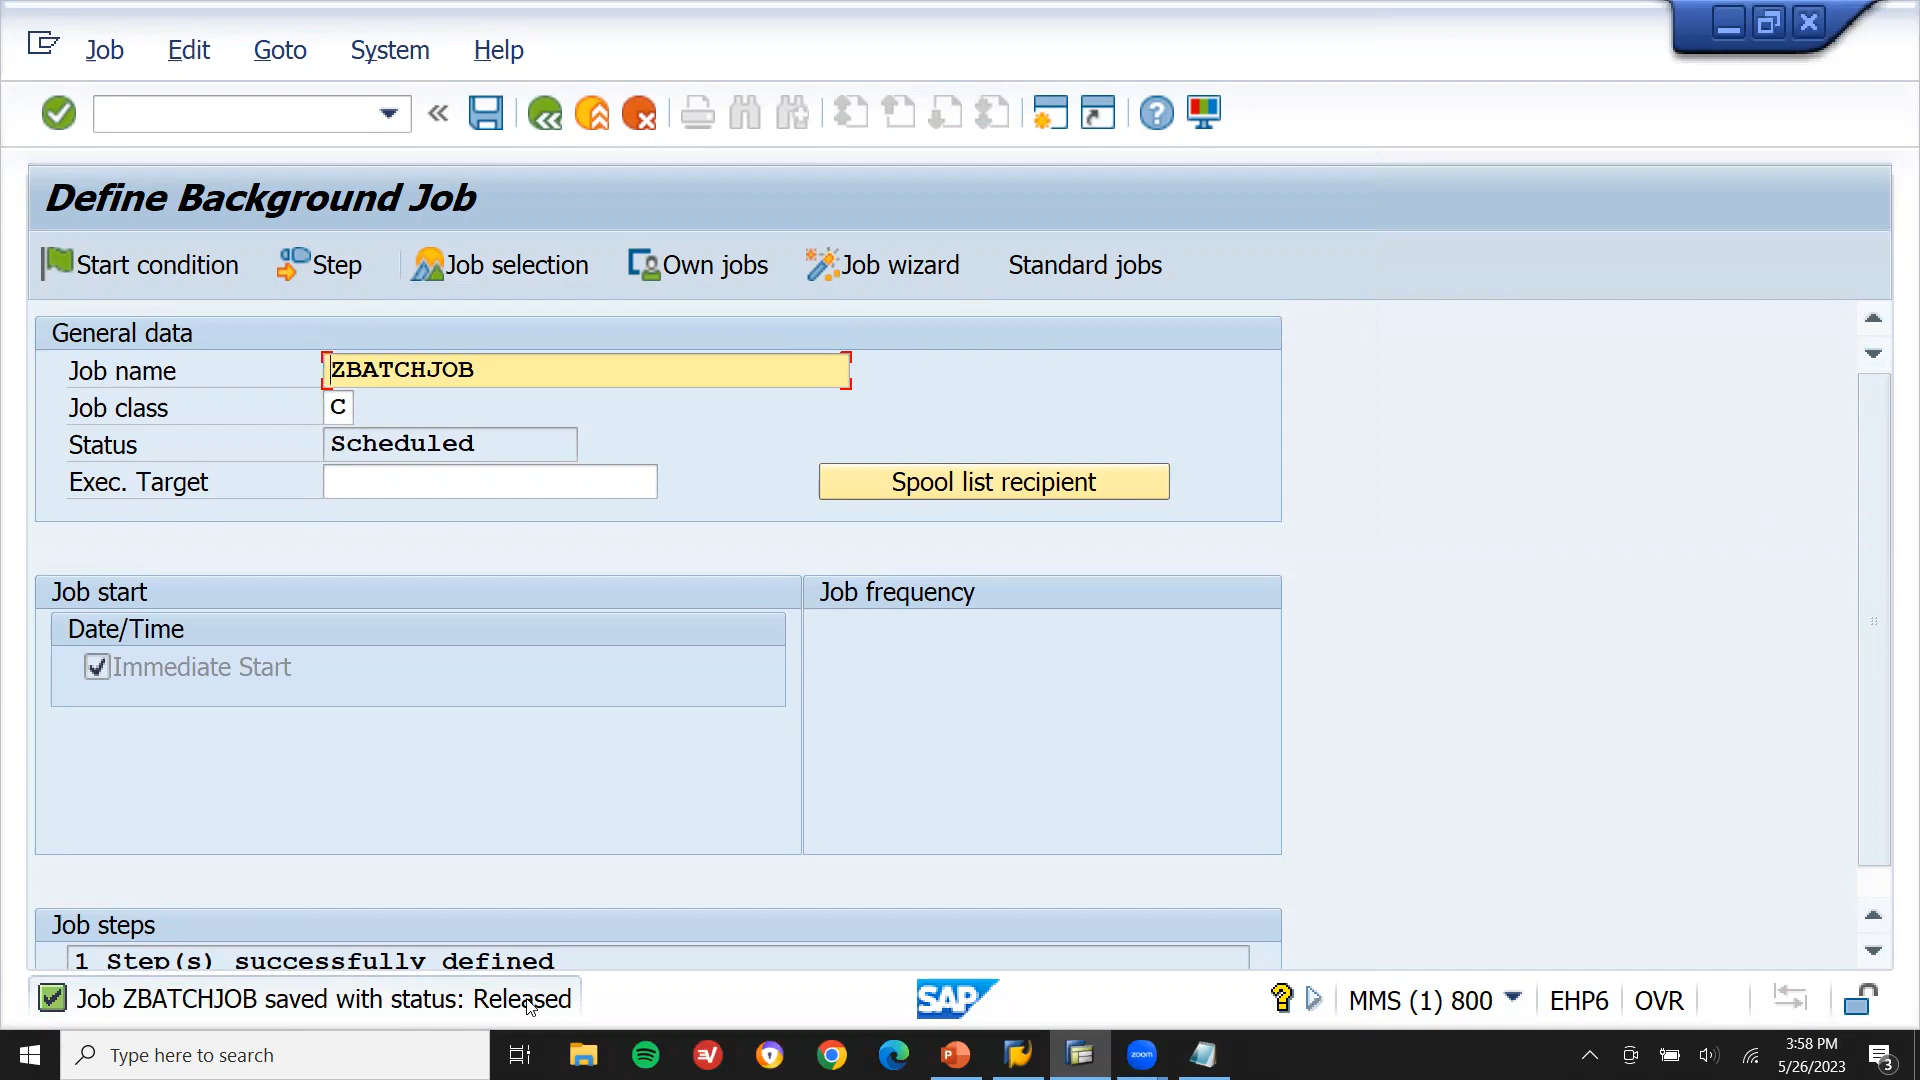 Job Edit Goto System Help
Define Background Job
Start condition Step Job selection Own jobs Job wizard Standard jobs
General data
Job name ZBATCHJOB
Job class C
Status Scheduled
Exec. Target Spool list recipient
Job start Job frequency
Date/Time
Immediate Start
Job steps
1 Step(s) successfully defined
Job ZBATCHJOB saved with status: Released SAP MMS (1) 800 EHP6 OVR
Type here to search
zoom
3:58 PM
5/26/2023
3